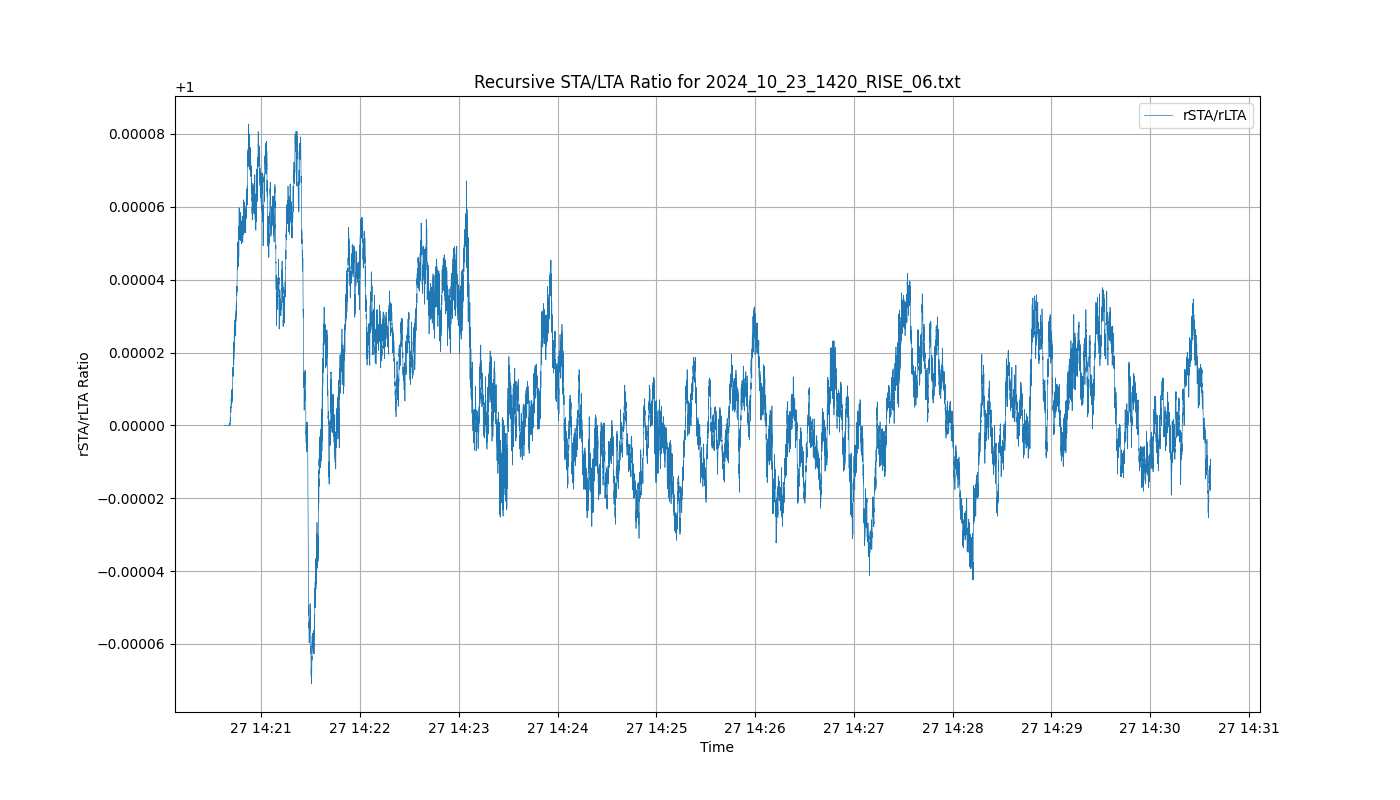 Recursive STA/LTA Ratio for 2024_10_23_1420_RISE_06.txt
+1
rSTA/rLTA
0.00008
0.00006
0.00004
0.00002
0.00000
−0.00002
−0.00004
−0.00006
rSTA/rLTA Ratio
27 14:21 27 14:22 27 14:23 27 14:24 27 14:25 27 14:26 27 14:27 27 14:28 27 14:29 27 14:30 27 14:31
Time